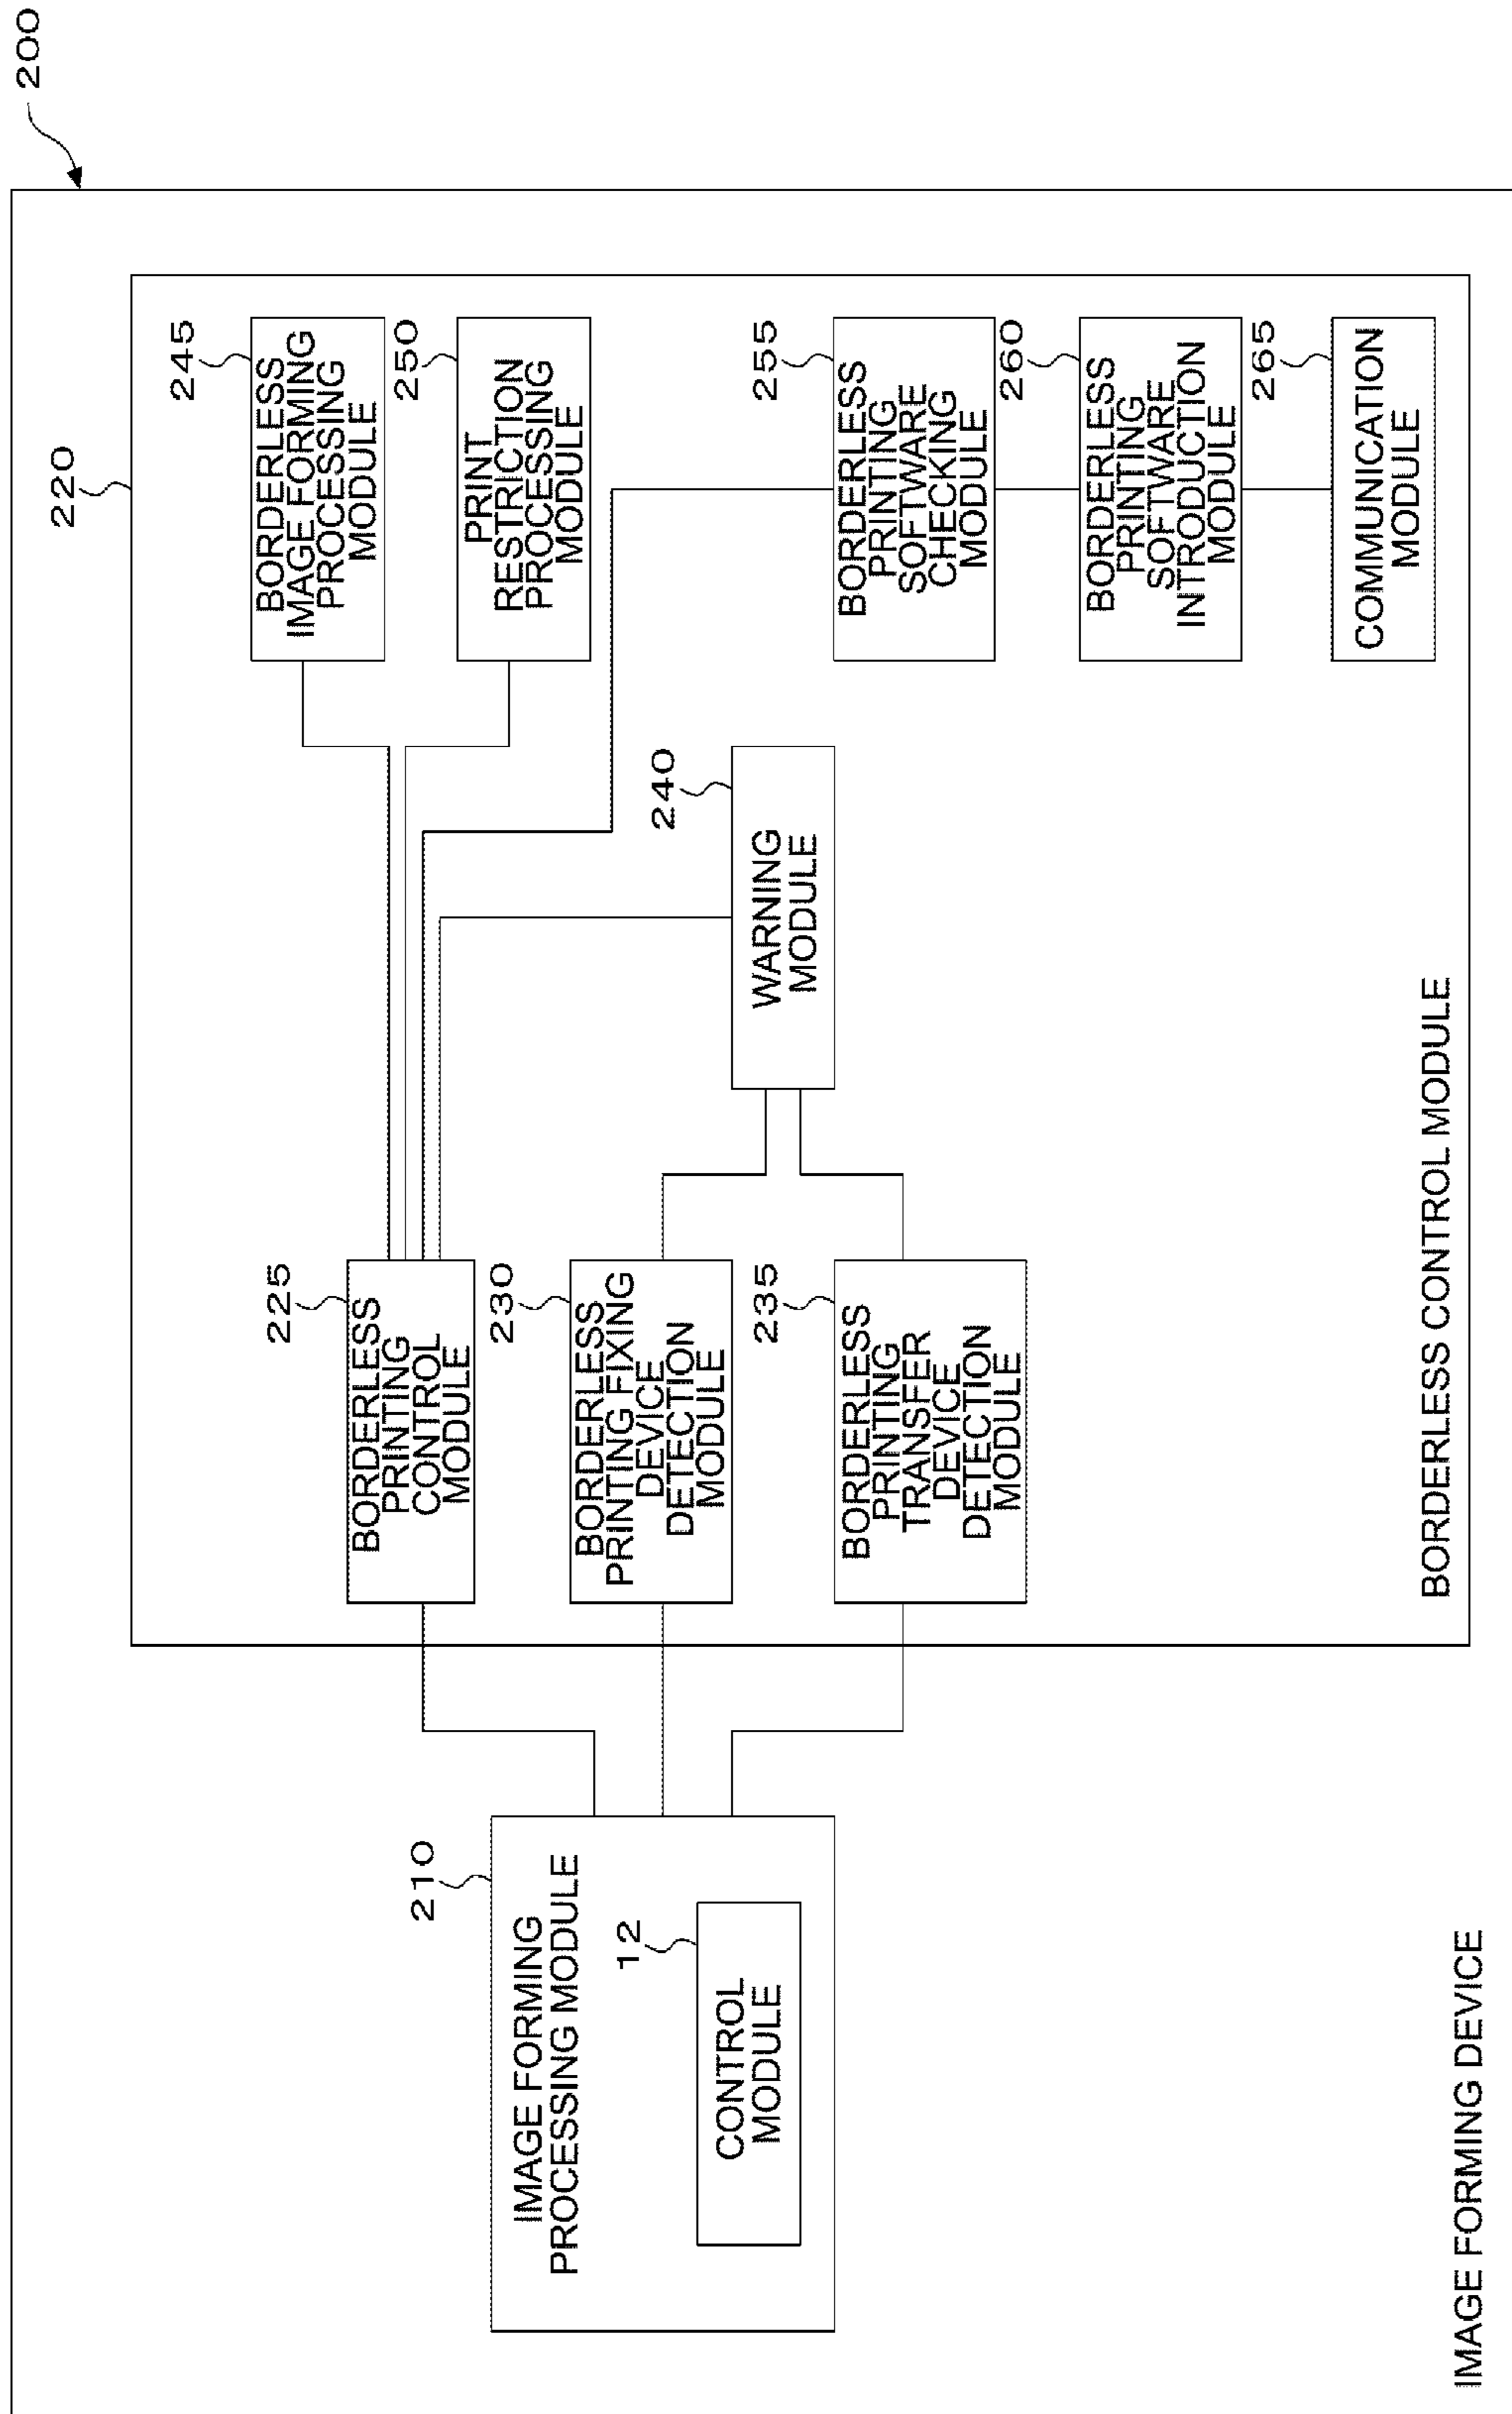 200
220
245
BORDERLESS
IMAGE FORMING
PROCESSING
MODULE
250
PRINT
RESTRICTION
PROCESSING
MODULE
255
BORDERLESS
PRINTING
SOFTWARE
CHECKING
MODULE
260
BORDERLESS
PRINTING
SOFTWARE
INTRODUCTION
MODULE
265
COMMUNICATION
MODULE
240
WARNING
MODULE
225
BORDERLESS
PRINTING
CONTROL
MODULE
230
BORDERLESS
PRINTING FIXING
DEVICE
DETECTION
MODULE
235
BORDERLESS
PRINTING
TRANSFER
DEVICE
DETECTION
MODULE
BORDERLESS CONTROL MODULE
210
IMAGE FORMING
PROCESSING MODULE
12
CONTROL
MODULE
IMAGE FORMING DEVICE